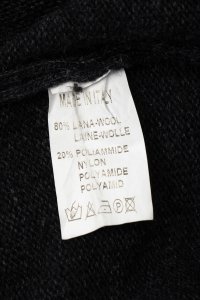 MADE IN ITALY
80% LANA-WOOL
LAINE-WOLLE
20% POLIAMMIDE
NYLON
POLYAMIDE
POLYAMID